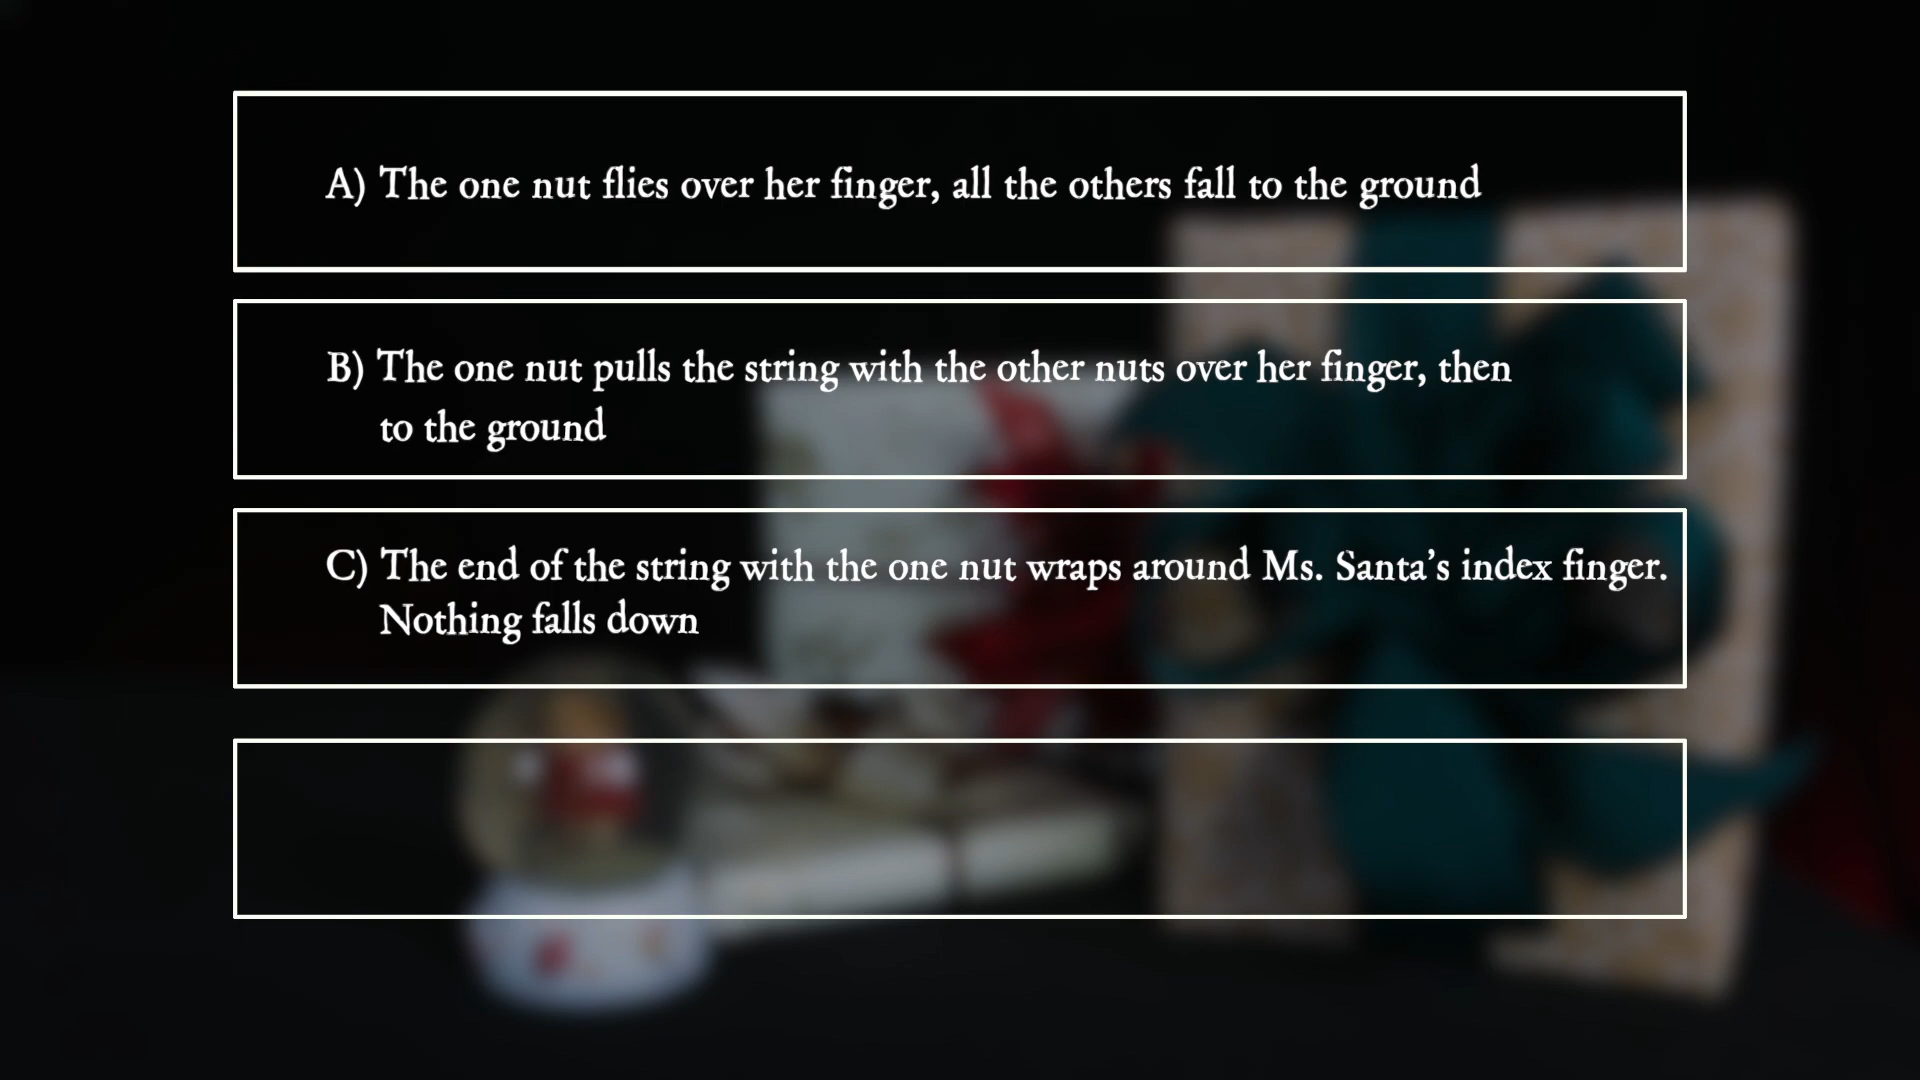 A) The one nut flies over her finger, all the others fall to the ground
B) The one nut pulls the string with the other nuts over her finger, then
to the ground
C) The end of the string with the one nut wraps around Ms. Santa's index finger.
Nothing falls down